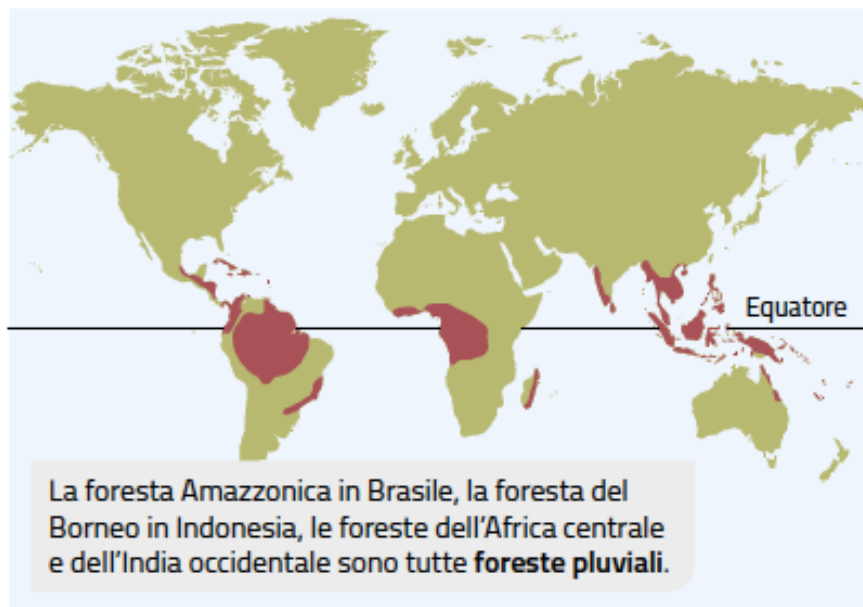 Equatore
La foresta Amazzonica in Brasile, la foresta del
Borneo in Indonesia, le foreste dell’Africa centrale
e dell’India occidentale sono tutte foreste pluviali.